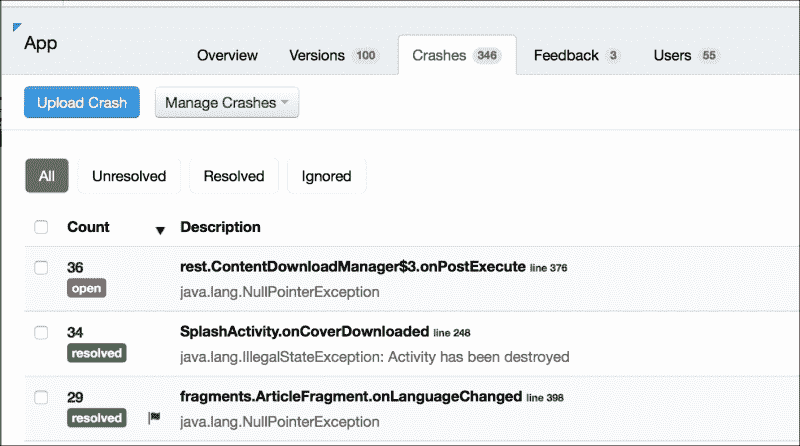 App
Overview Versions 100 Crashes 346 Feedback 3 Users 55
Upload Crash Manage Crashes
All Unresolved Resolved Ignored
Count Description
36 rest.ContentDownloadManager$3.onPostExecute line 376
open java.lang.NullPointerException
34 SplashActivity.onCoverDownloaded line 248
resolved java.lang.IllegalStateException: Activity has been destroyed
29 fragments.ArticleFragment.onLanguageChanged line 398
resolved java.lang.NullPointerException